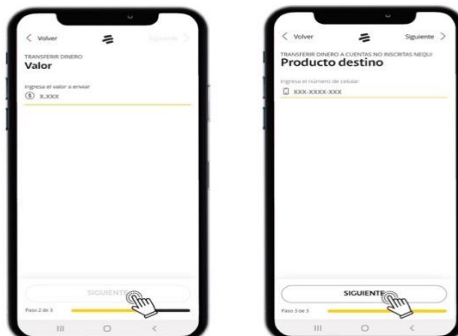 Volver
Siguiente
TRANSFERIR DINERO
Valor
Ingresa el valor a enviar
X.XXX
SIGUIENTE
Paso 2 de 3
Volver
Siguiente
TRANSFERIR DINERO A CUENTAS NO INSCRITAS NEQUI
Producto destino
Ingresa el número de celular
XXX-XXXX-XXX
SIGUIENTE
Paso 3 de 3